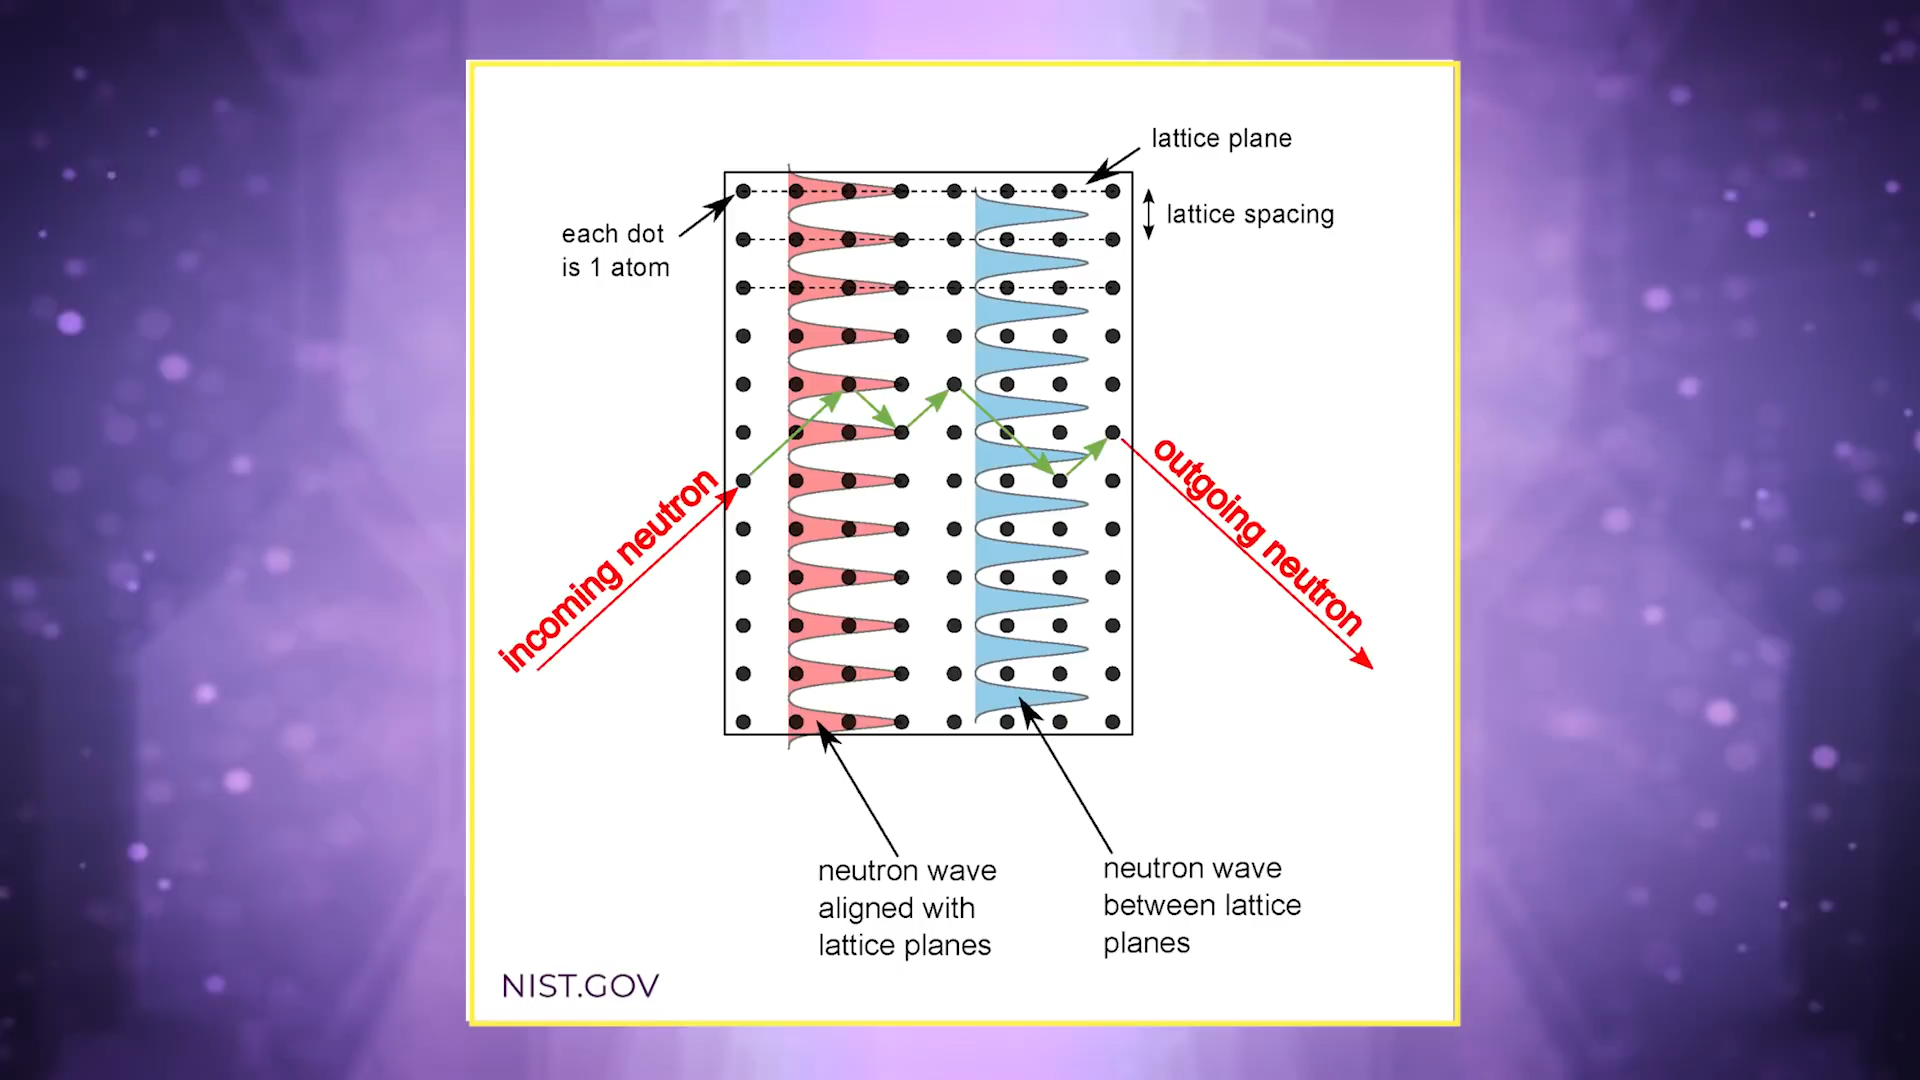 lattice plane
lattice spacing
each dot
is 1 atom
incoming neutron
outgoing neutron
neutron wave
aligned with
lattice planes
neutron wave
between lattice
planes
NIST.GOV